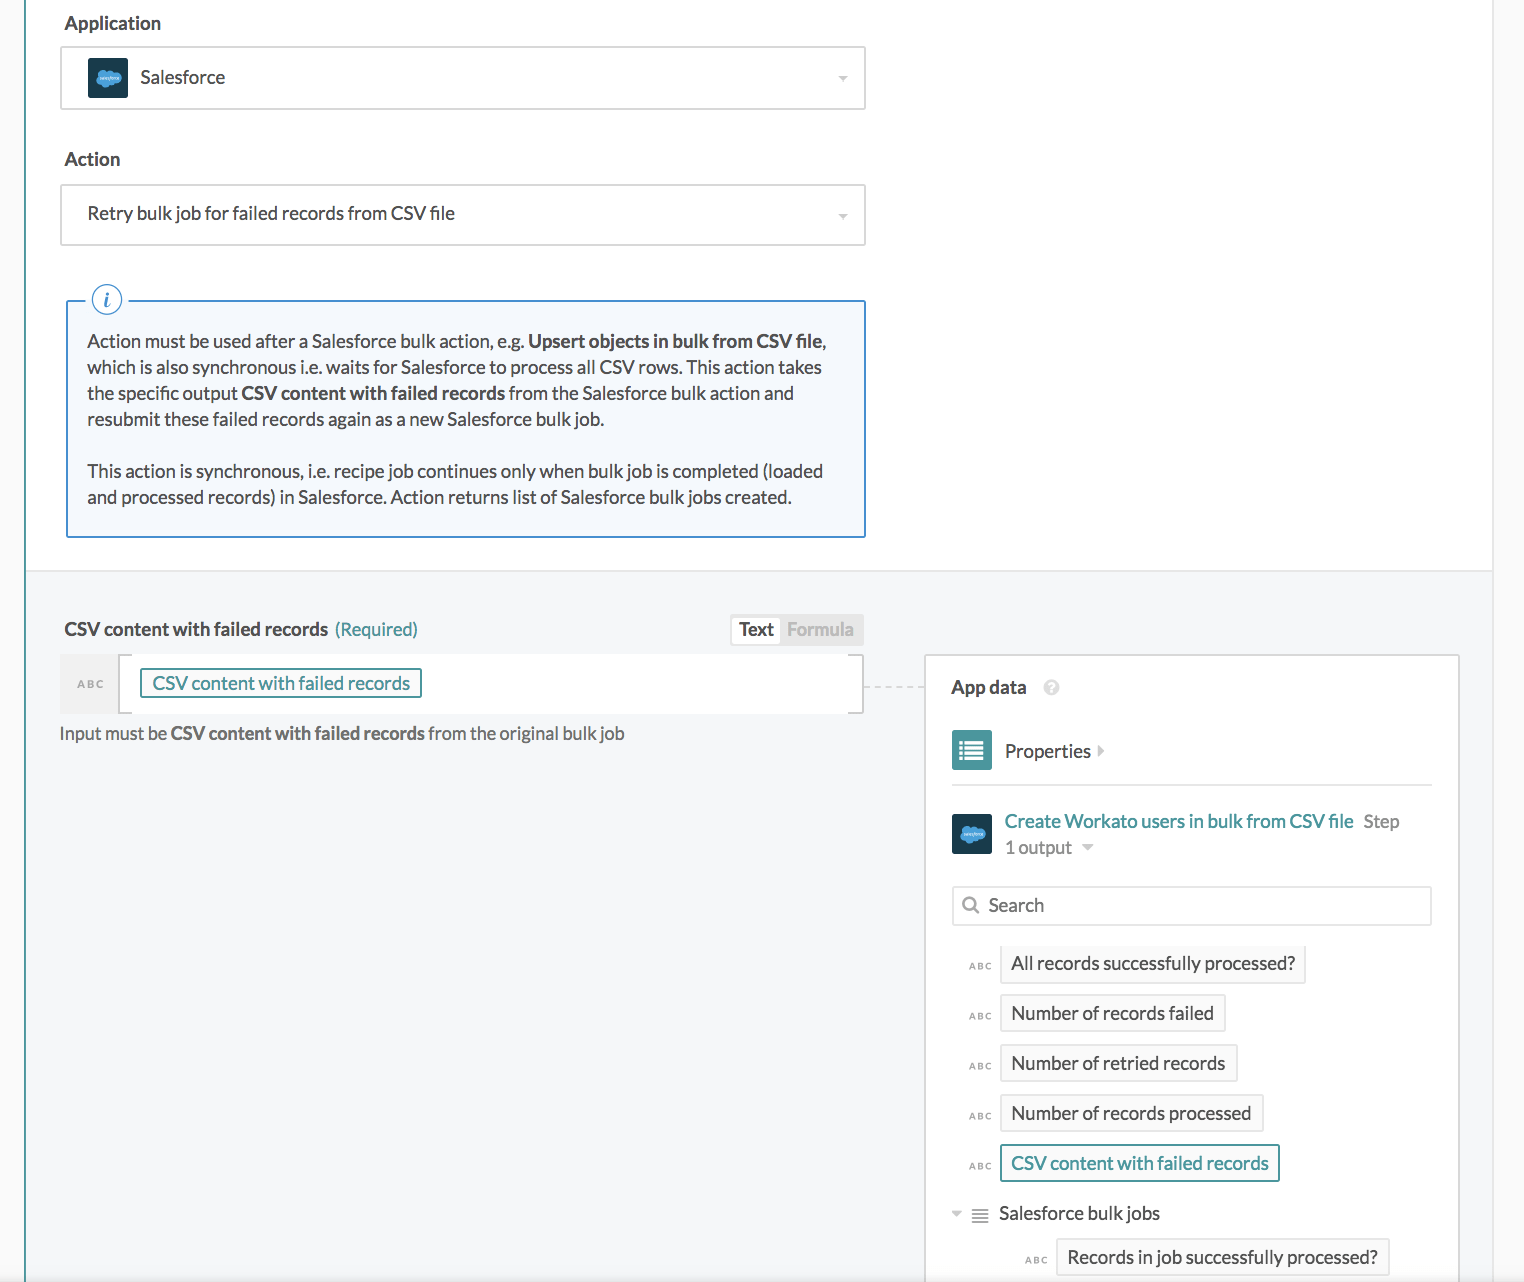 Application
Salesforce
Action
Retry bulk job for failed records from CSV file
i
Action must be used after a Salesforce bulk action, e.g. Upsert objects in bulk from CSV file,
which is also synchronous i.e. waits for Salesforce to process all CSV rows. This action takes
the specific output CSV content with failed records from the Salesforce bulk action and
resubmit these failed records again as a new Salesforce bulk job.
This action is synchronous, i.e. recipe job continues only when bulk job is completed (loaded
and processed records) in Salesforce. Action returns list of Salesforce bulk jobs created.
CSV content with failed records (Required)
Text Formula
ABC CSV content with failed records
Input must be CSV content with failed records from the original bulk job
App data ?
Properties
Create Workato users in bulk from CSV file Step
1 output
Search
ABC All records successfully processed?
ABC Number of records failed
ABC Number of retried records
ABC Number of records processed
ABC CSV content with failed records
Salesforce bulk jobs
ABC Records in job successfully processed?